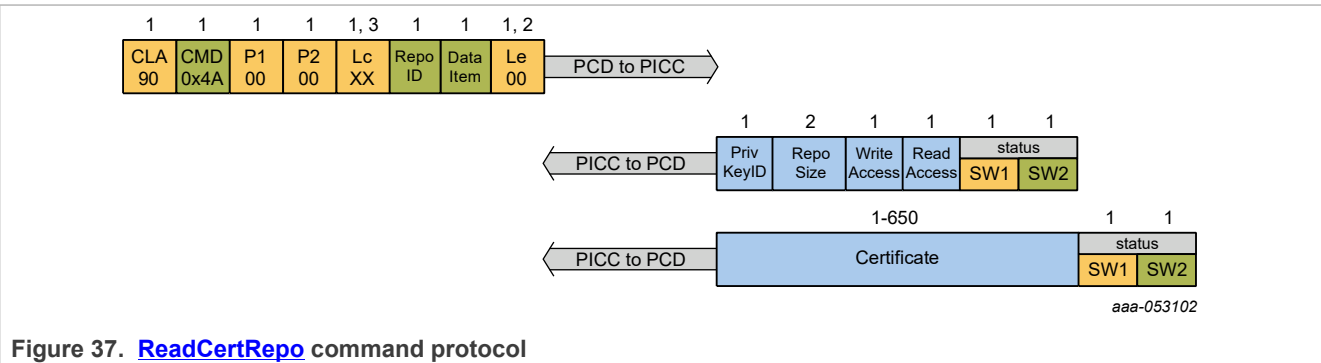 1 1 1 1 1, 3 1 1 1, 2
CLA CMD P1 P2 Lc Repo Data Le
90 0x4A 00 00 XX ID Item 00
PCD to PICC
1 2 1 1 1 1
Priv Repo Write Read status
KeyID Size Access Access SW1 SW2
PICC to PCD
1-650 1 1
Certificate status
SW1 SW2
PICC to PCD
aaa-053102
Figure 37. ReadCertRepo command protocol